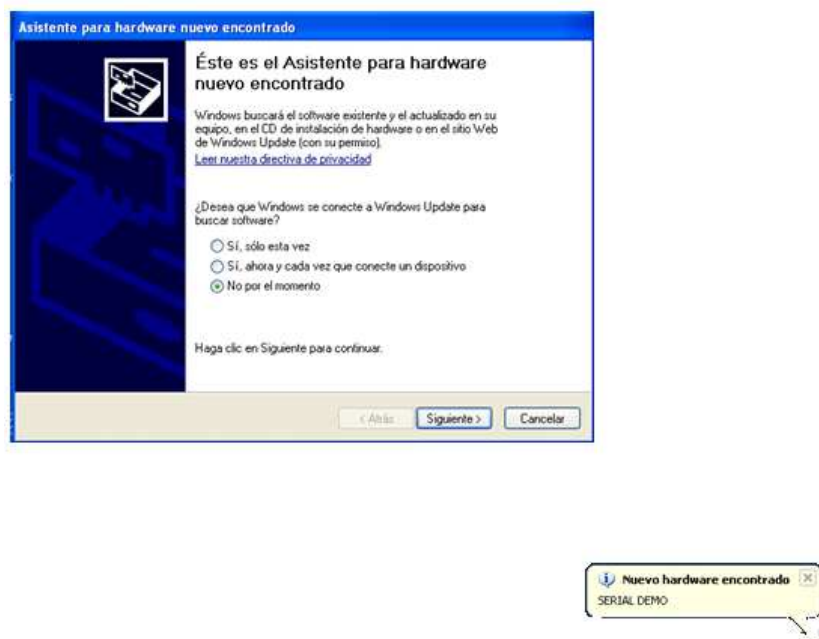 Asistente para hardware nuevo encontrado
Éste es el Asistente para hardware
nuevo encontrado
Windows buscará el software existente y el actualizado en su
equipo, en el CD de instalación de hardware o en el sitio Web
de Windows Update (con su permiso).
Leer nuestra directiva de privacidad
¿Desea que Windows se conecte a Windows Update para
buscar software?
Sí, sólo esta vez
Sí, ahora y cada vez que conecte un dispositivo
No por el momento
Haga clic en Siguiente para continuar.
< Atrás
Siguiente >
Cancelar
Nuevo hardware encontrado
SERIAL DEMO